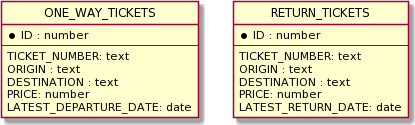 ONE_WAY_TICKETS
ID : number
TICKET_NUMBER: text
ORIGIN : text
DESTINATION : text
PRICE: number
LATEST_DEPARTURE_DATE: date
RETURN_TICKETS
ID : number
TICKET_NUMBER: text
ORIGIN : text
DESTINATION : text
PRICE: number
LATEST_RETURN_DATE: date